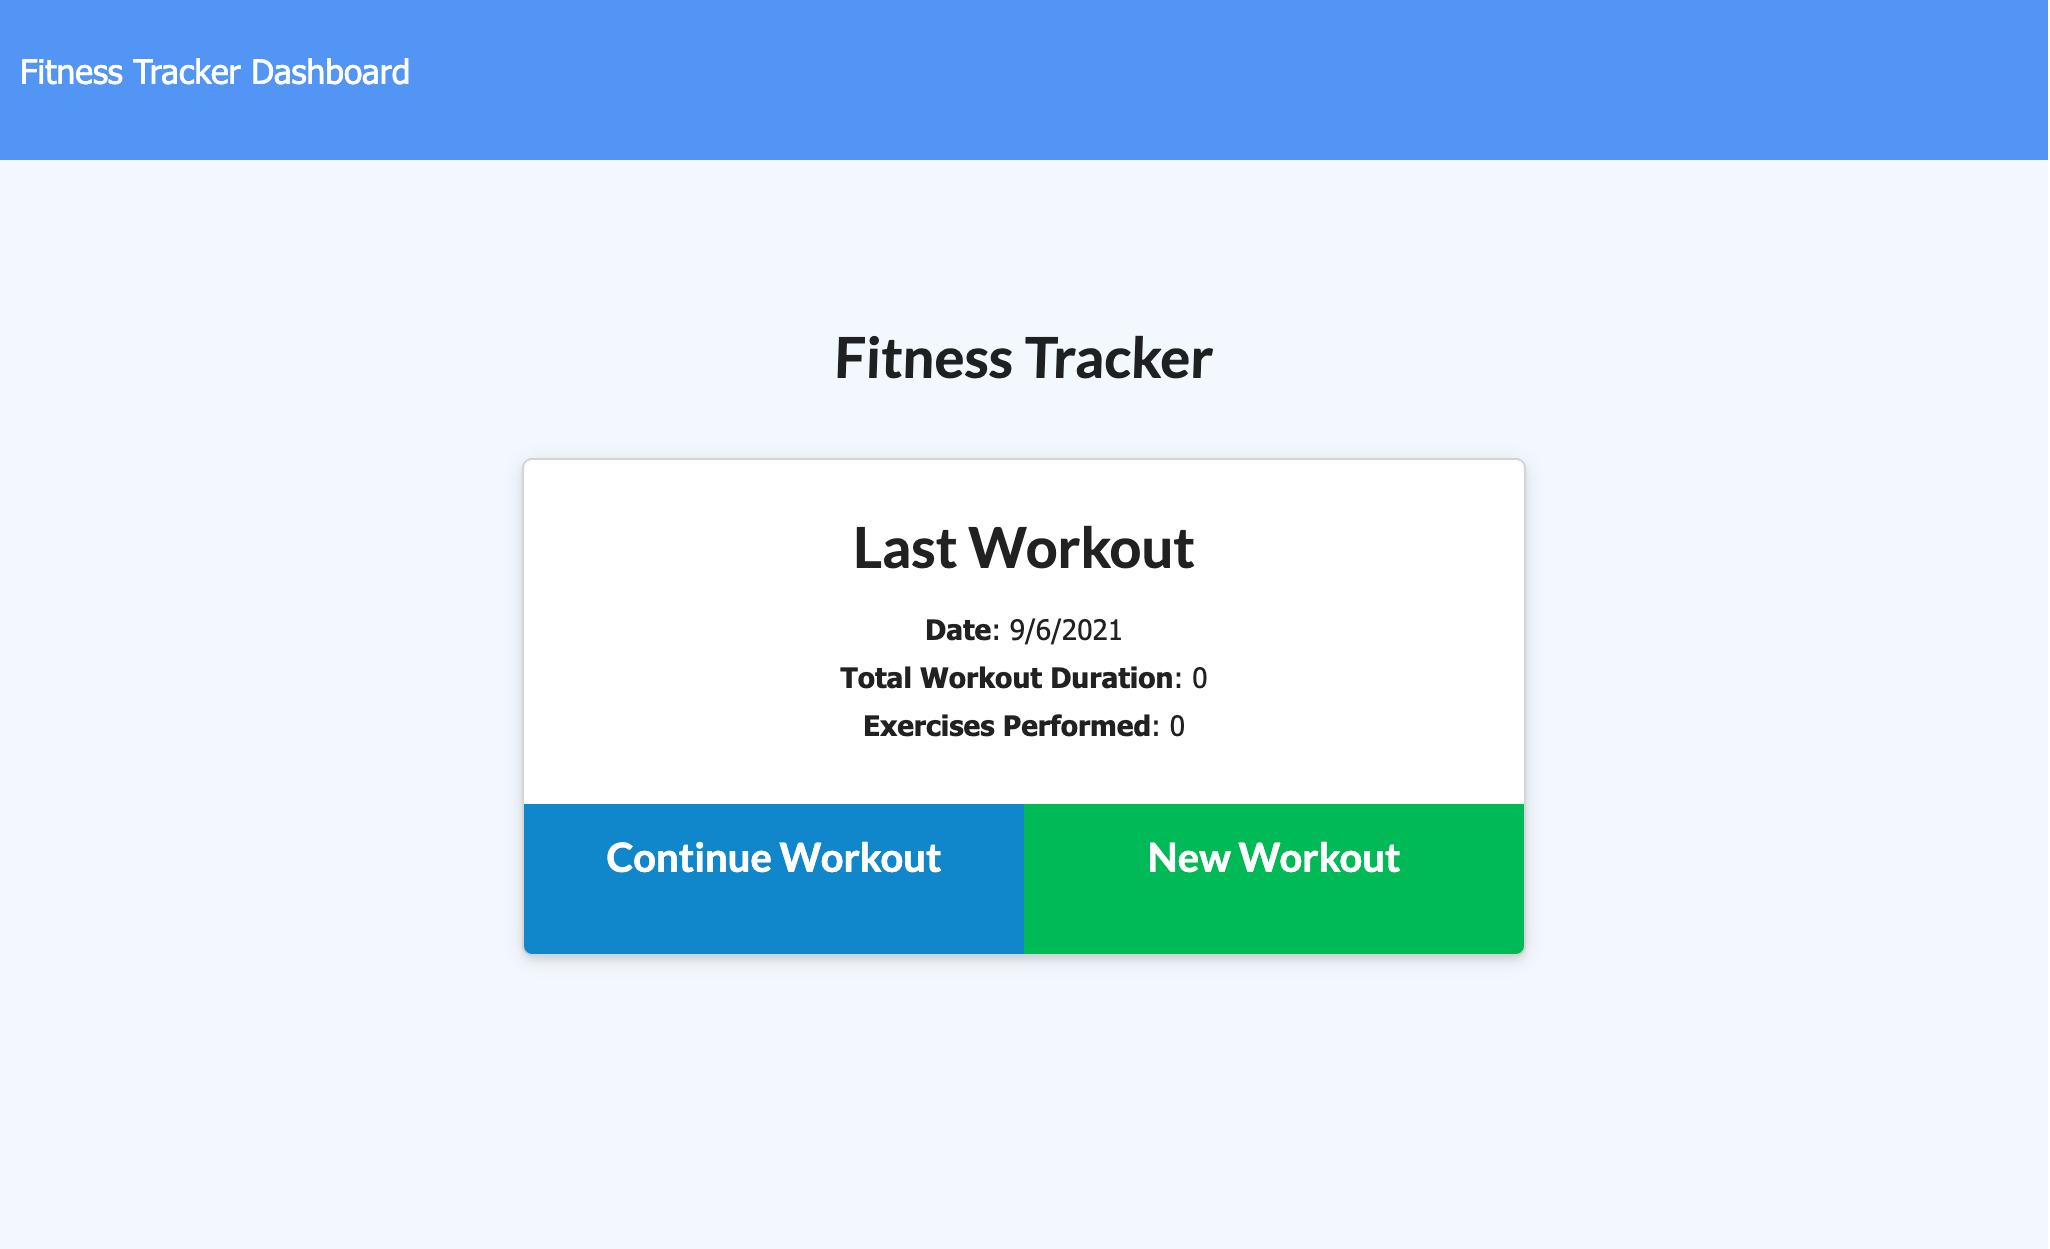 Fitness Tracker Dashboard
Fitness Tracker
Last Workout
Date: 9/6/2021
Total Workout Duration: 0
Exercises Performed: 0
Continue Workout
New Workout